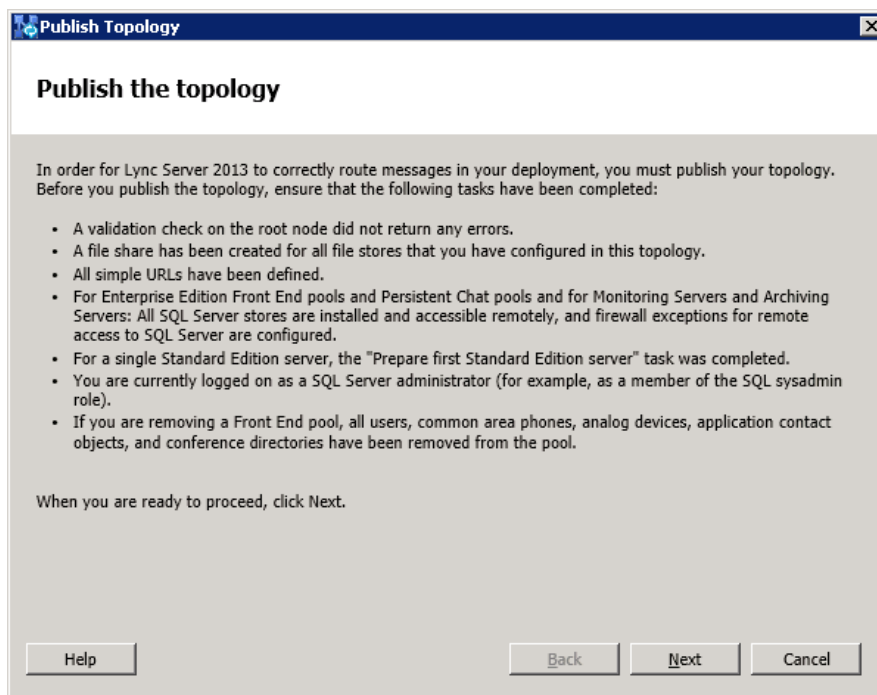 Publish Topology
Publish the topology
In order for Lync Server 2013 to correctly route messages in your deployment, you must publish your topology.
Before you publish the topology, ensure that the following tasks have been completed:
• A validation check on the root node did not return any errors.
• A file share has been created for all file stores that you have configured in this topology.
• All simple URLs have been defined.
• For Enterprise Edition Front End pools and Persistent Chat pools and for Monitoring Servers and Archiving
Servers: All SQL Server stores are installed and accessible remotely, and firewall exceptions for remote
access to SQL Server are configured.
• For a single Standard Edition server, the "Prepare first Standard Edition server" task was completed.
• You are currently logged on as a SQL Server administrator (for example, as a member of the SQL sysadmin
role).
• If you are removing a Front End pool, all users, common area phones, analog devices, application contact
objects, and conference directories have been removed from the pool.
When you are ready to proceed, click Next.
Help
Back
Next
Cancel